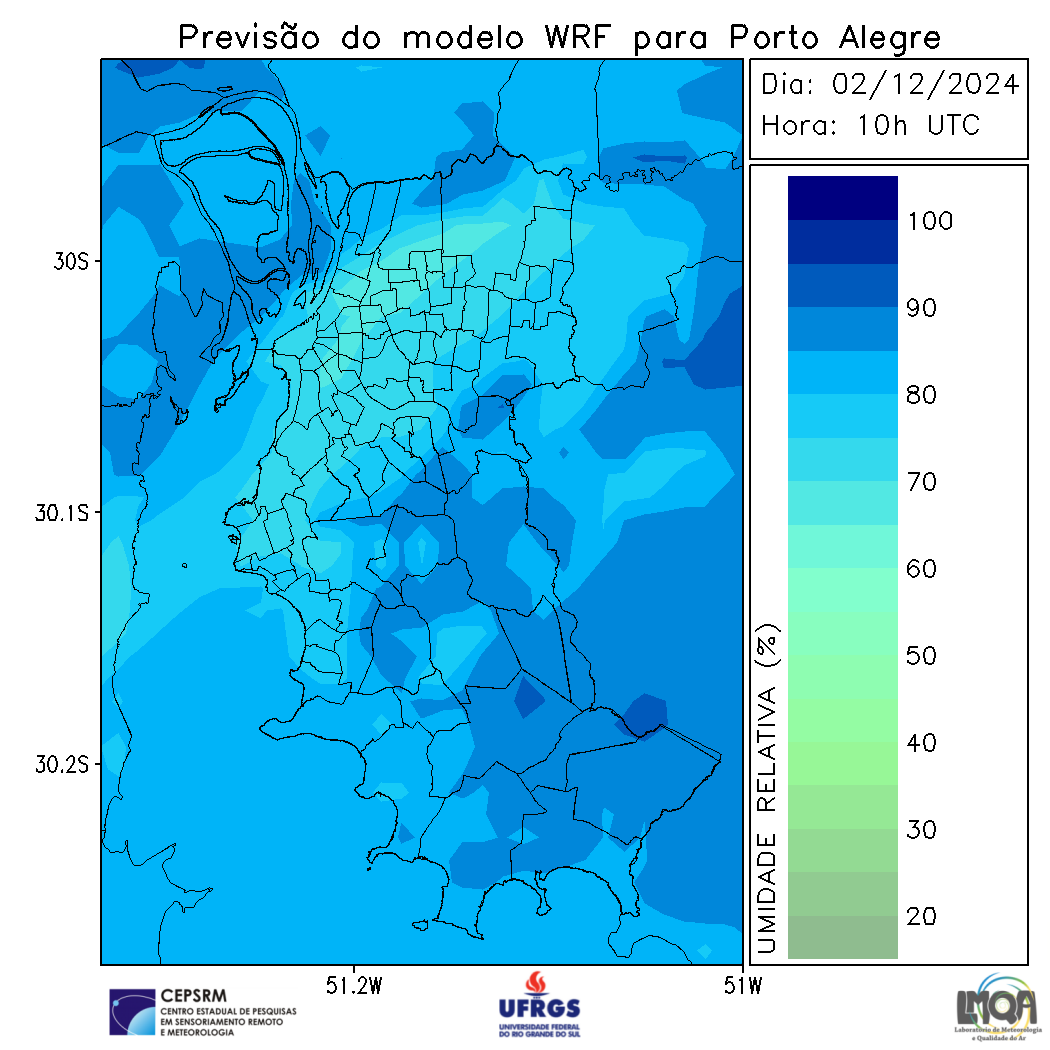 Previsão do modelo WRF para Porto Alegre
Dia: 02/12/2024
Hora: 10h UTC
30S
30.1S
30.2S
51.2W
51W
100
90
80
70
60
50
40
30
20
UMIDADE RELATIVA (%)
CEPSRM
CENTRO ESTADUAL DE PESQUISAS
EM SENSORIAMENTO REMOTO
E METEOROLOGIA
UFRGS
UNIVERSIDADE FEDERAL
DO RIO GRANDE DO SUL
LMQA
Laboratório de Meteorologia
e Qualidade do Ar